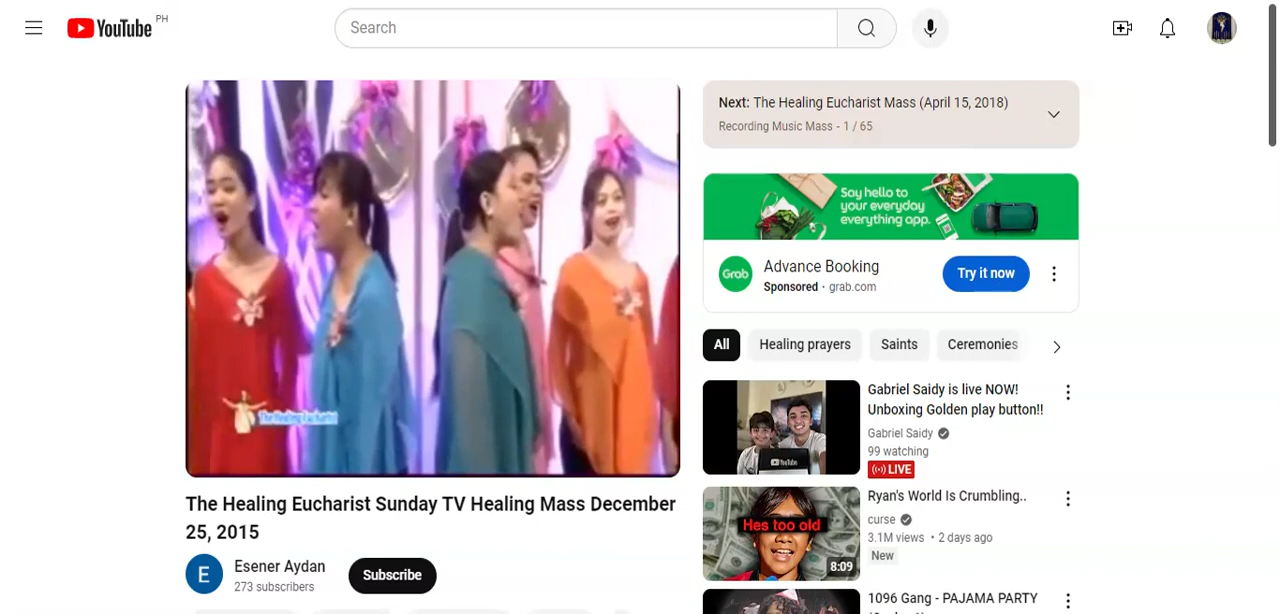 YouTube PH
Search
The Healing Eucharist
The Healing Eucharist Sunday TV Healing Mass December
25, 2015
E
Esener Aydan
273 subscribers
Subscribe
Next: The Healing Eucharist Mass (April 15, 2018)
Recording Music Mass - 1 / 65
Say hello to
your everyday
everything app.
Grab
Advance Booking
Sponsored · grab.com
Try it now
All
Healing prayers
Saints
Ceremonies
YouTube
Gabriel Saidy is live NOW!
Unboxing Golden play button!!
Gabriel Saidy
99 watching
LIVE
Hes too old
8:09
Ryan's World Is Crumbling..
curse
3.1M views • 2 days ago
New
1096 Gang - PAJAMA PARTY